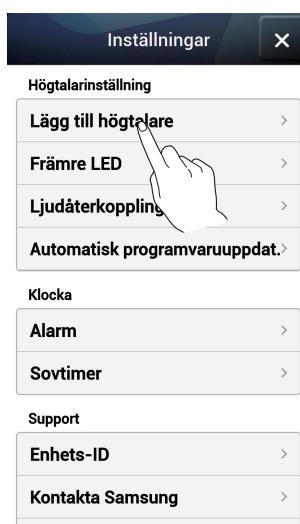 Inställningar
Högtalarinställning
Lägg till högtalare
Främre LED
Ljudåterkoppling
Automatisk programvaruuppdat.
Klocka
Alarm
Sovtimer
Support
Enhets-ID
Kontakta Samsung